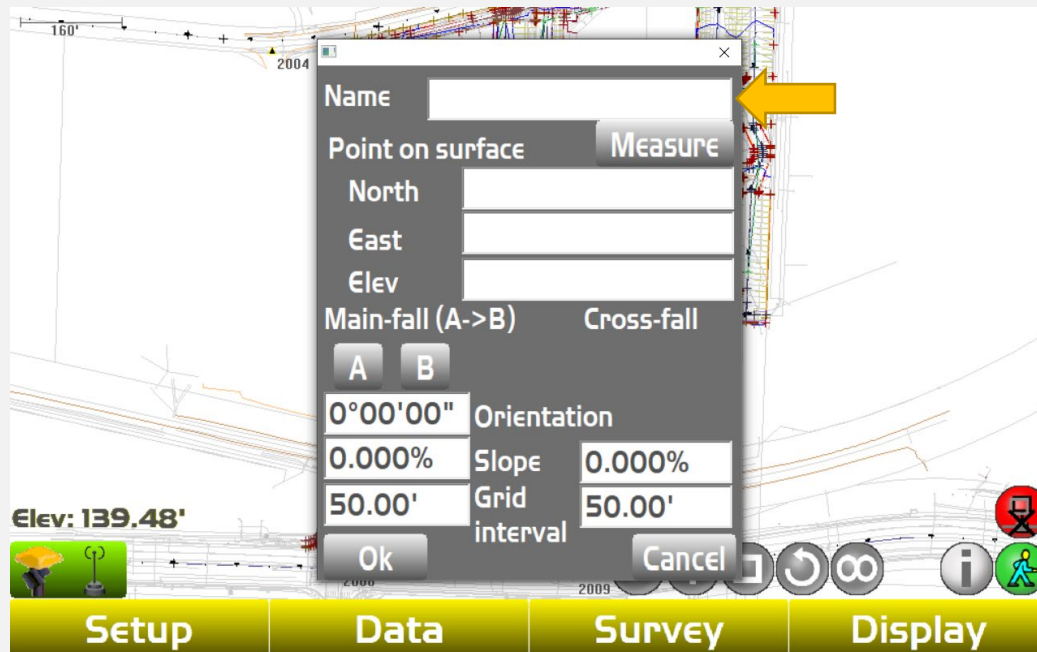 160'
2004
Name
Point on surface
Measure
North
East
Elev
Main-fall (A->B) Cross-fall
A B
0°00'00" Orientation
0.000% Slope 0.000%
50.00' Grid interval 50.00'
Elev: 139.48'
Ok Cancel
2009
i
Setup Data Survey Display